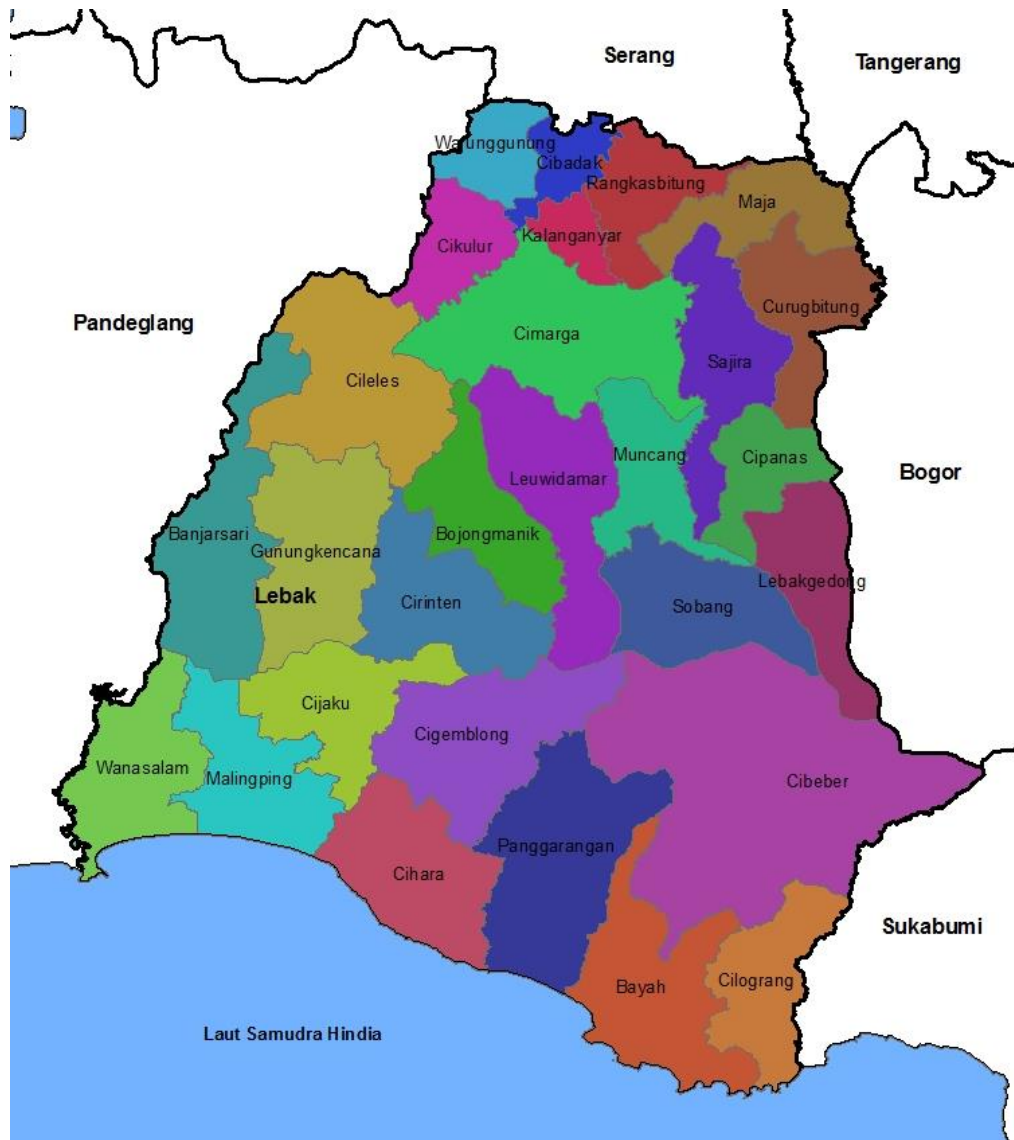 Serang
Tangerang
Warunggunung
Cibadak
Rangkasbitung
Maja
Kalanganyar
Cikulur
Curugbitung
Pandeglang
Cimarga
Sajira
Cileles
Muncang
Cipanas
Leuwidamar
Bogor
Banjarsari
Bojongmanik
Gunungkencana
Lebakgedong
Lebak
Cirinten
Sobang
Cijaku
Cigemblong
Wanasalam
Malingping
Cibeber
Panggarangan
Cihara
Sukabumi
Cilograng
Bayah
Laut Samudra Hindia